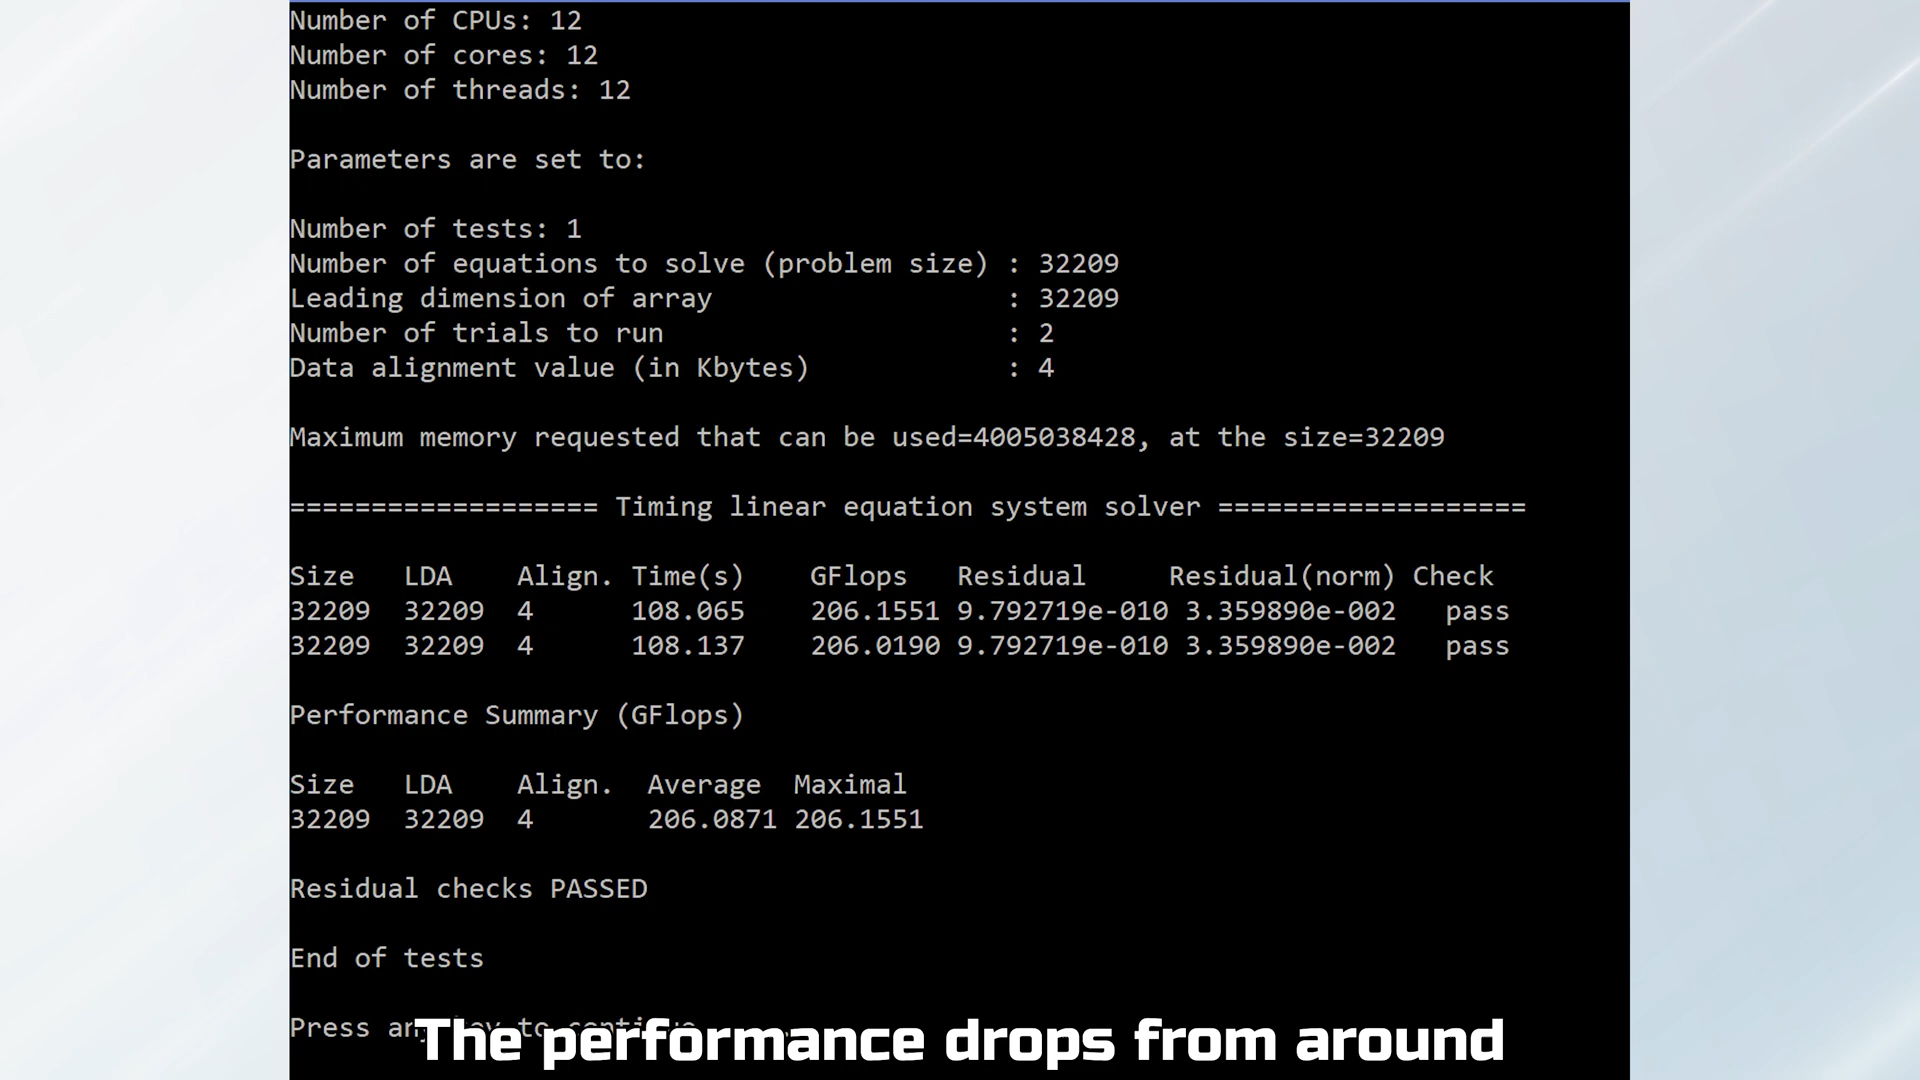 Number of CPUs: 12
Number of cores: 12
Number of threads: 12
Parameters are set to:
Number of tests: 1
Number of equations to solve (problem size) : 32209
Leading dimension of array : 32209
Number of trials to run : 2
Data alignment value (in Kbytes) : 4
Maximum memory requested that can be used=4005038428, at the size=32209
=================== Timing linear equation system solver ===================
Size LDA Align. Time(s) GFlops Residual Residual(norm) Check
32209 32209 4 108.065 206.1551 9.792719e-010 3.359890e-002 pass
32209 32209 4 108.137 206.0190 9.792719e-010 3.359890e-002 pass
Performance Summary (GFlops)
Size LDA Align. Average Maximal
32209 32209 4 206.0871 206.1551
Residual checks PASSED
End of tests
Press any key to continue
The performance drops from around